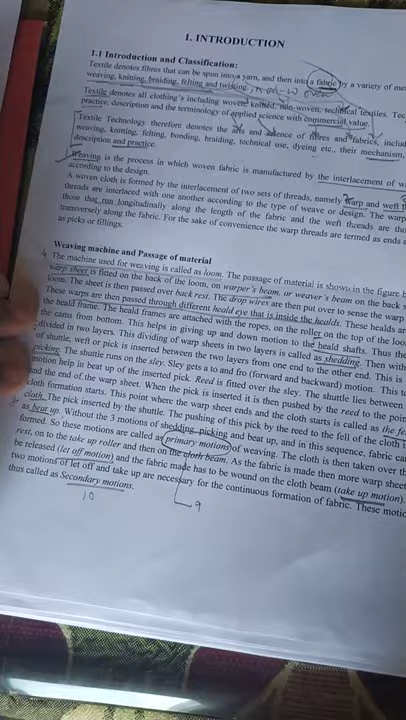 1. INTRODUCTION
1.1 Introduction and Classification:
Textile denotes fibres that can be spun into a yarn, and then into a fabric by a variety of
weaving, knitting, braiding, felting and twisting.
Textile denotes all clothing's including woven, knitted, non-woven, technical textiles.
practice, description and the terminology of applied science with commercial value.
Textile Technology therefore denotes the arts and science of fibres and fabrics,
weaving, knitting, felting, bonding, braiding, technical use, dyeing etc., their mechanism,
description and practice.
Weaving is the process in which woven fabric is manufactured by the interlacement of
according to the design.
A woven cloth is formed by the interlacement of two sets of threads, namely warp and weft
threads are interlaced with one another according to the type of weave or design. The warp
those that run longitudinally along the length of the fabric and the weft threads are
transversely along the fabric. For the sake of convenience the warp threads are termed as ends
as picks or fillings.
Weaving machine and Passage of material
The machine used for weaving is called as loom. The passage of material is shown in the figure
warp sheet is fitted on the back of the loom, on warper's beam, or weaver's beam on the back
loom. The sheet is then passed over back rest. The drop wires are then put over to sense the warp
These warps are then passed through different heald eye that is inside the healds. These healds
the heald frame. The heald frames are attached with the ropes, on the roller on the top of the
the cams from bottom. This helps in giving up and down motion to the heald shafts. Thus the
divided in two layers. This dividing of warp sheets in two layers is called as shedding. Then
of shuttle, weft or pick is inserted between the two layers from one end to the other end. This is
picking. The shuttle runs on the sley. Sley gets a to and fro (forward and backward) motion. This
motion help in beat up of the inserted pick. Reed is fitted over the sley. The shuttle lies between
and the end of the warp sheet. When the pick is inserted it is then pushed by the reed to the
cloth formation starts. This point where the warp sheet ends and the cloth starts is called as the
cloth. The pick inserted by the shuttle. The pushing of this pick by the reed to the fell of the cloth
as beat up. Without the 3 motions of shedding, picking and beat up, and in this sequence, fabric
formed. So these motions are called as primary motions of weaving. The cloth is then taken over
rest, on to the take up roller and then on the cloth beam. As the fabric is made then more warp
be released (let off motion) and the fabric made has to be wound on the cloth beam (take up motion).
two motions of let off and take up are necessary for the continuous formation of fabric. These
thus called as Secondary motions.
10
9